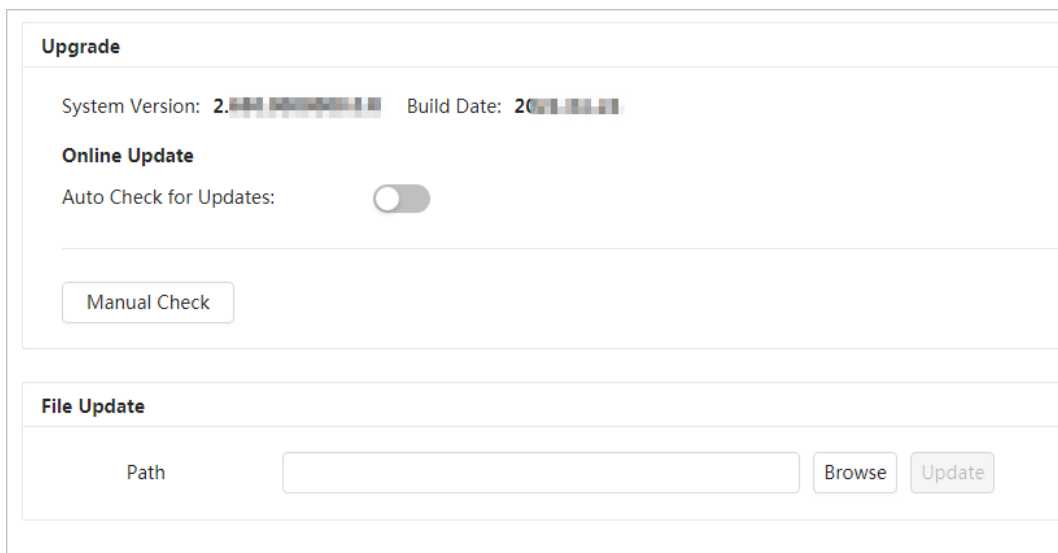 Upgrade
System Version: 2. Build Date: 20
Online Update
Auto Check for Updates:
Manual Check
File Update
Path Browse Update